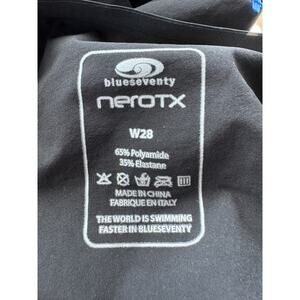 blueseventy
neroTX
W28
65% Polyamide
35% Elastane
MADE IN CHINA
FABRIQUE EN ITALY
THE WORLD IS SWIMMING
FASTER IN BLUESEVENTY